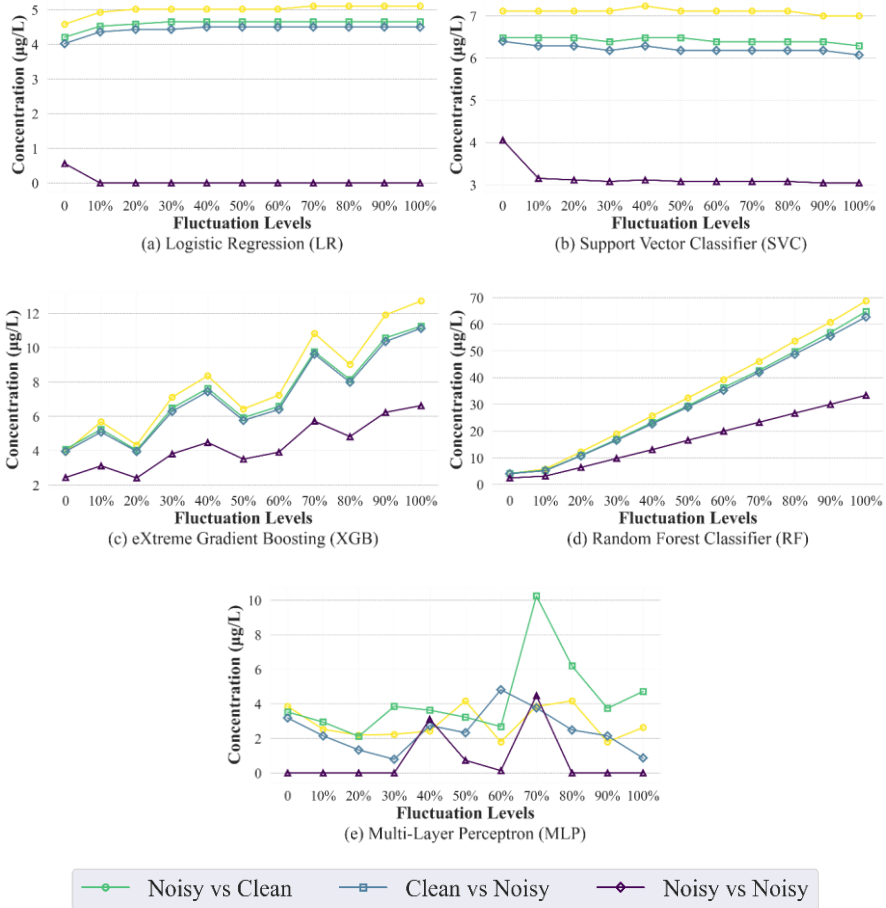 5
4
3
2
1
0
Concentration (µg/L)
0 10% 20% 30% 40% 50% 60% 70% 80% 90% 100%
Fluctuation Levels
(a) Logistic Regression (LR)
7
6
5
4
3
Concentration (µg/L)
0 10% 20% 30% 40% 50% 60% 70% 80% 90% 100%
Fluctuation Levels
(b) Support Vector Classifier (SVC)
12
10
8
6
4
2
Concentration (µg/L)
0 10% 20% 30% 40% 50% 60% 70% 80% 90% 100%
Fluctuation Levels
(c) eXtreme Gradient Boosting (XGB)
70
60
50
40
30
20
10
0
Concentration (µg/L)
0 10% 20% 30% 40% 50% 60% 70% 80% 90% 100%
Fluctuation Levels
(d) Random Forest Classifier (RF)
10
8
6
4
2
0
Concentration (µg/L)
0 10% 20% 30% 40% 50% 60% 70% 80% 90% 100%
Fluctuation Levels
(e) Multi-Layer Perceptron (MLP)
Noisy vs Clean Clean vs Noisy Noisy vs Noisy